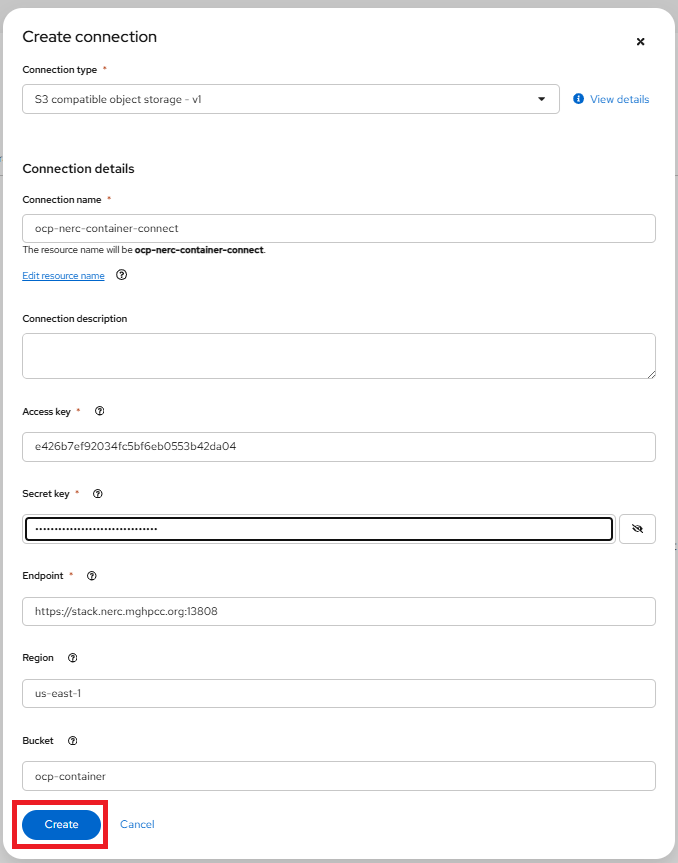 Create connection
Connection type *
S3 compatible object storage - v1
View details
Connection details
Connection name *
ocp-nerc-container-connect
The resource name will be ocp-nerc-container-connect.
Edit resource name
Connection description
Access key *
e426b7ef92034fc5bf6eb0553b42da04
Secret key *
••••••••••••••••••••••••••••••••
Endpoint *
https://stack.nerc.mghpcc.org:13808
Region
us-east-1
Bucket
ocp-container
Create Cancel